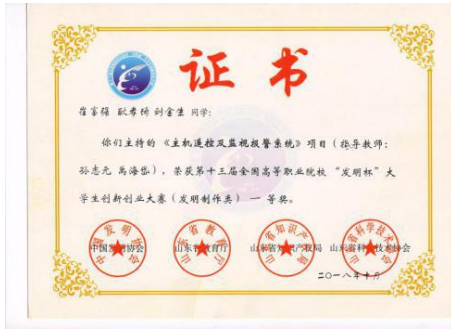 证书
崔富强 耿孝娇 刘金生 同学:
你们主持的《主机遥控及监视报警系统》项目(指导教师:
孙志元 禹海岱),荣获第十三届全国高等职业院校“发明杯”大
学生创新创业大赛(发明制作类)一等奖。
中国发明协会 山东省教育厅 山东省知识产权局 山东省科学技术协会
二〇一八年十月